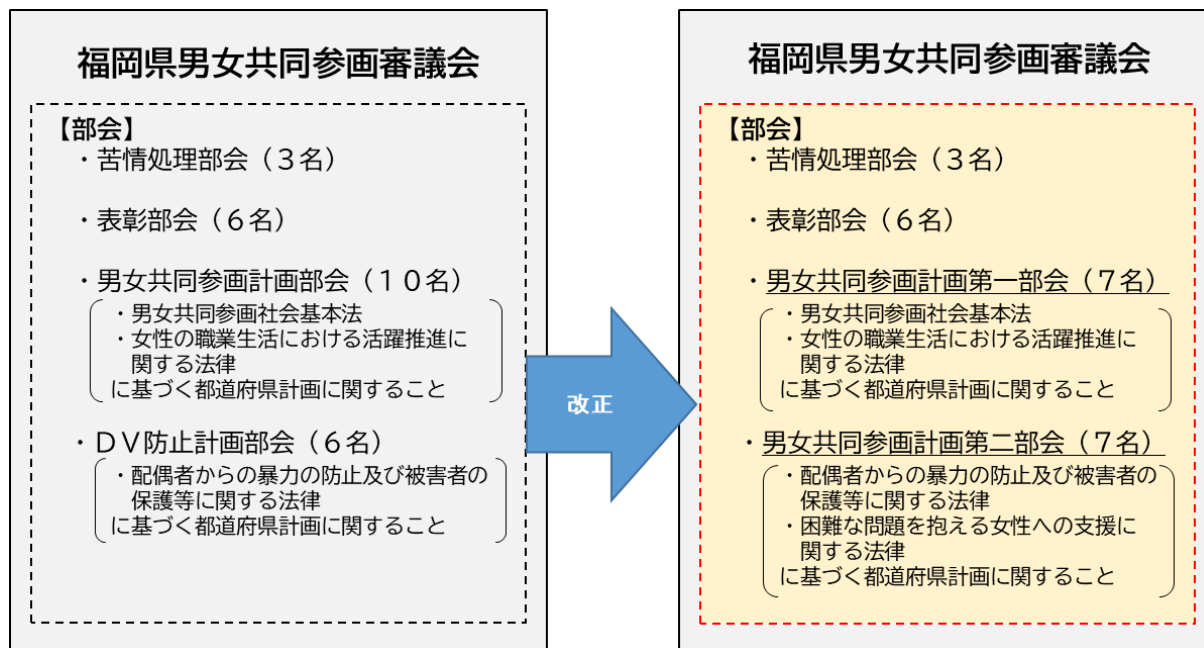 福岡県男女共同参画審議会
【部会】
・苦情処理部会（３名）
・表彰部会（６名）
・男女共同参画計画部会（１０名）
・男女共同参画社会基本法
・女性の職業生活における活躍推進に
関する法律
に基づく都道府県計画に関すること
・ＤＶ防止計画部会（６名）
・配偶者からの暴力の防止及び被害者の
保護等に関する法律
に基づく都道府県計画に関すること
改正
福岡県男女共同参画審議会
【部会】
・苦情処理部会（３名）
・表彰部会（６名）
・男女共同参画計画第一部会（７名）
・男女共同参画社会基本法
・女性の職業生活における活躍推進に
関する法律
に基づく都道府県計画に関すること
・男女共同参画計画第二部会（７名）
・配偶者からの暴力の防止及び被害者の
保護等に関する法律
・困難な問題を抱える女性への支援に
関する法律
に基づく都道府県計画に関すること